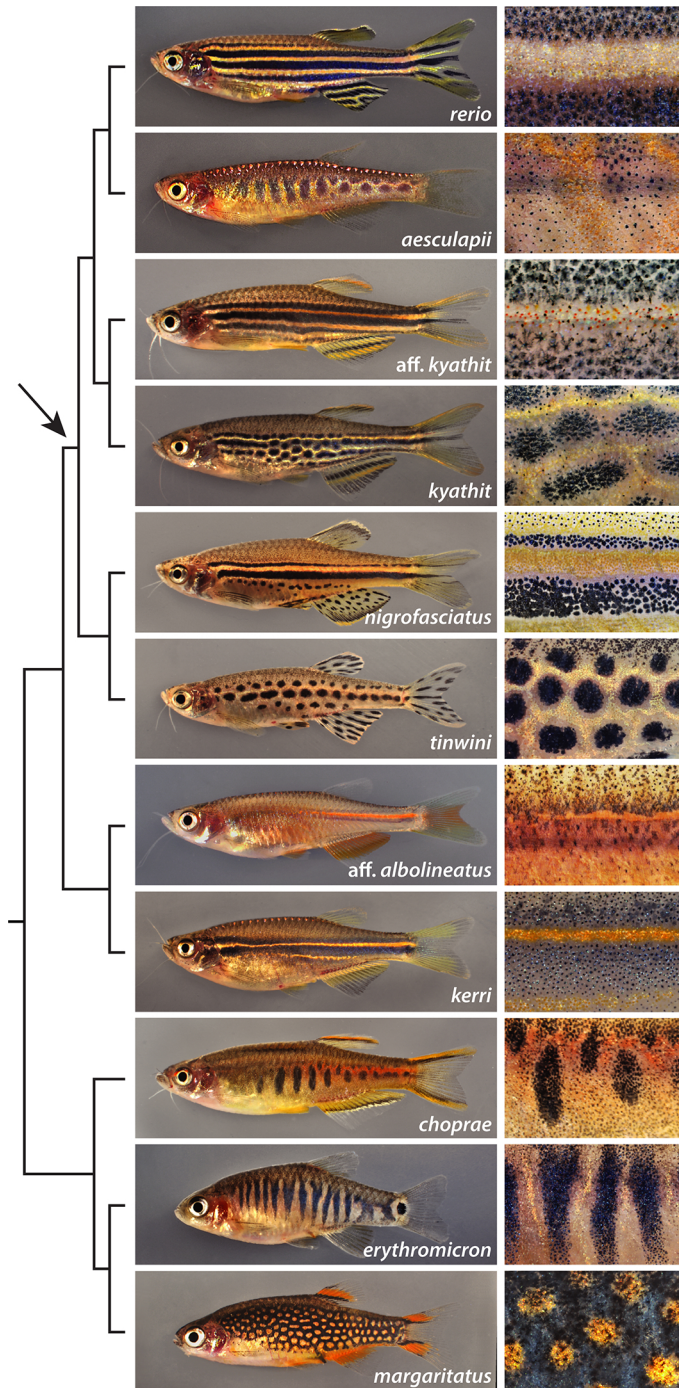 rerio
aesculapii
aff. kyathit
kyathit
nigrofasciatus
tinwini
aff. albolineatus
kerri
choprae
erythromicron
margaritatus